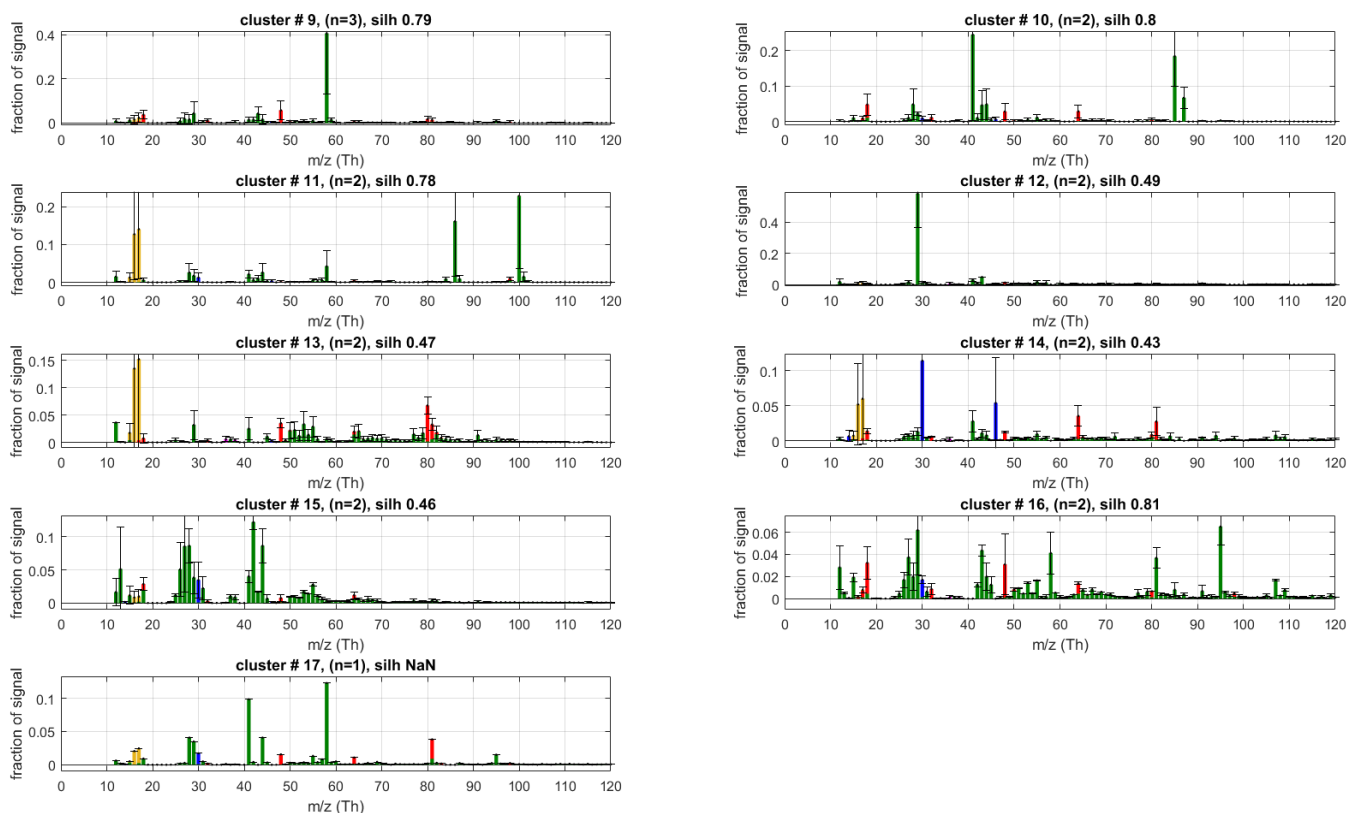 cluster # 9, (n=3), silh 0.79
fraction of signal
0.4
0.2
0
0 10 20 30 40 50 60 70 80 90 100 110 120
m/z (Th)
cluster # 10, (n=2), silh 0.8
fraction of signal
0.2
0.1
0
0 10 20 30 40 50 60 70 80 90 100 110 120
m/z (Th)
cluster # 11, (n=2), silh 0.78
fraction of signal
0.2
0.1
0
0 10 20 30 40 50 60 70 80 90 100 110 120
m/z (Th)
cluster # 12, (n=2), silh 0.49
fraction of signal
0.4
0.2
0
0 10 20 30 40 50 60 70 80 90 100 110 120
m/z (Th)
cluster # 13, (n=2), silh 0.47
fraction of signal
0.15
0.1
0.05
0
0 10 20 30 40 50 60 70 80 90 100 110 120
m/z (Th)
cluster # 14, (n=2), silh 0.43
fraction of signal
0.1
0.05
0
0 10 20 30 40 50 60 70 80 90 100 110 120
m/z (Th)
cluster # 15, (n=2), silh 0.46
fraction of signal
0.1
0.05
0
0 10 20 30 40 50 60 70 80 90 100 110 120
m/z (Th)
cluster # 16, (n=2), silh 0.81
fraction of signal
0.06
0.04
0.02
0
0 10 20 30 40 50 60 70 80 90 100 110 120
m/z (Th)
cluster # 17, (n=1), silh NaN
fraction of signal
0.1
0.05
0
0 10 20 30 40 50 60 70 80 90 100 110 120
m/z (Th)